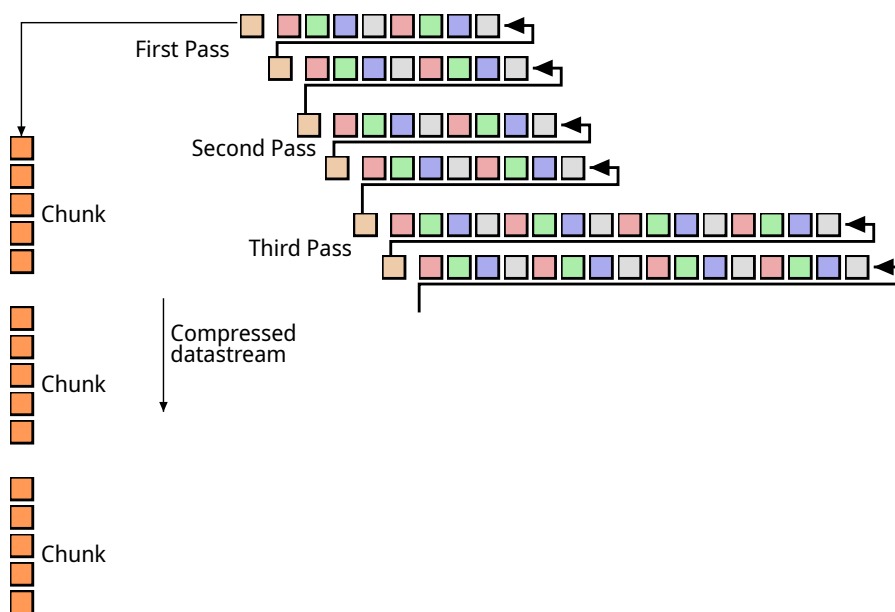 First Pass
Second Pass
Chunk
Third Pass
Compressed
datastream
Chunk
Chunk